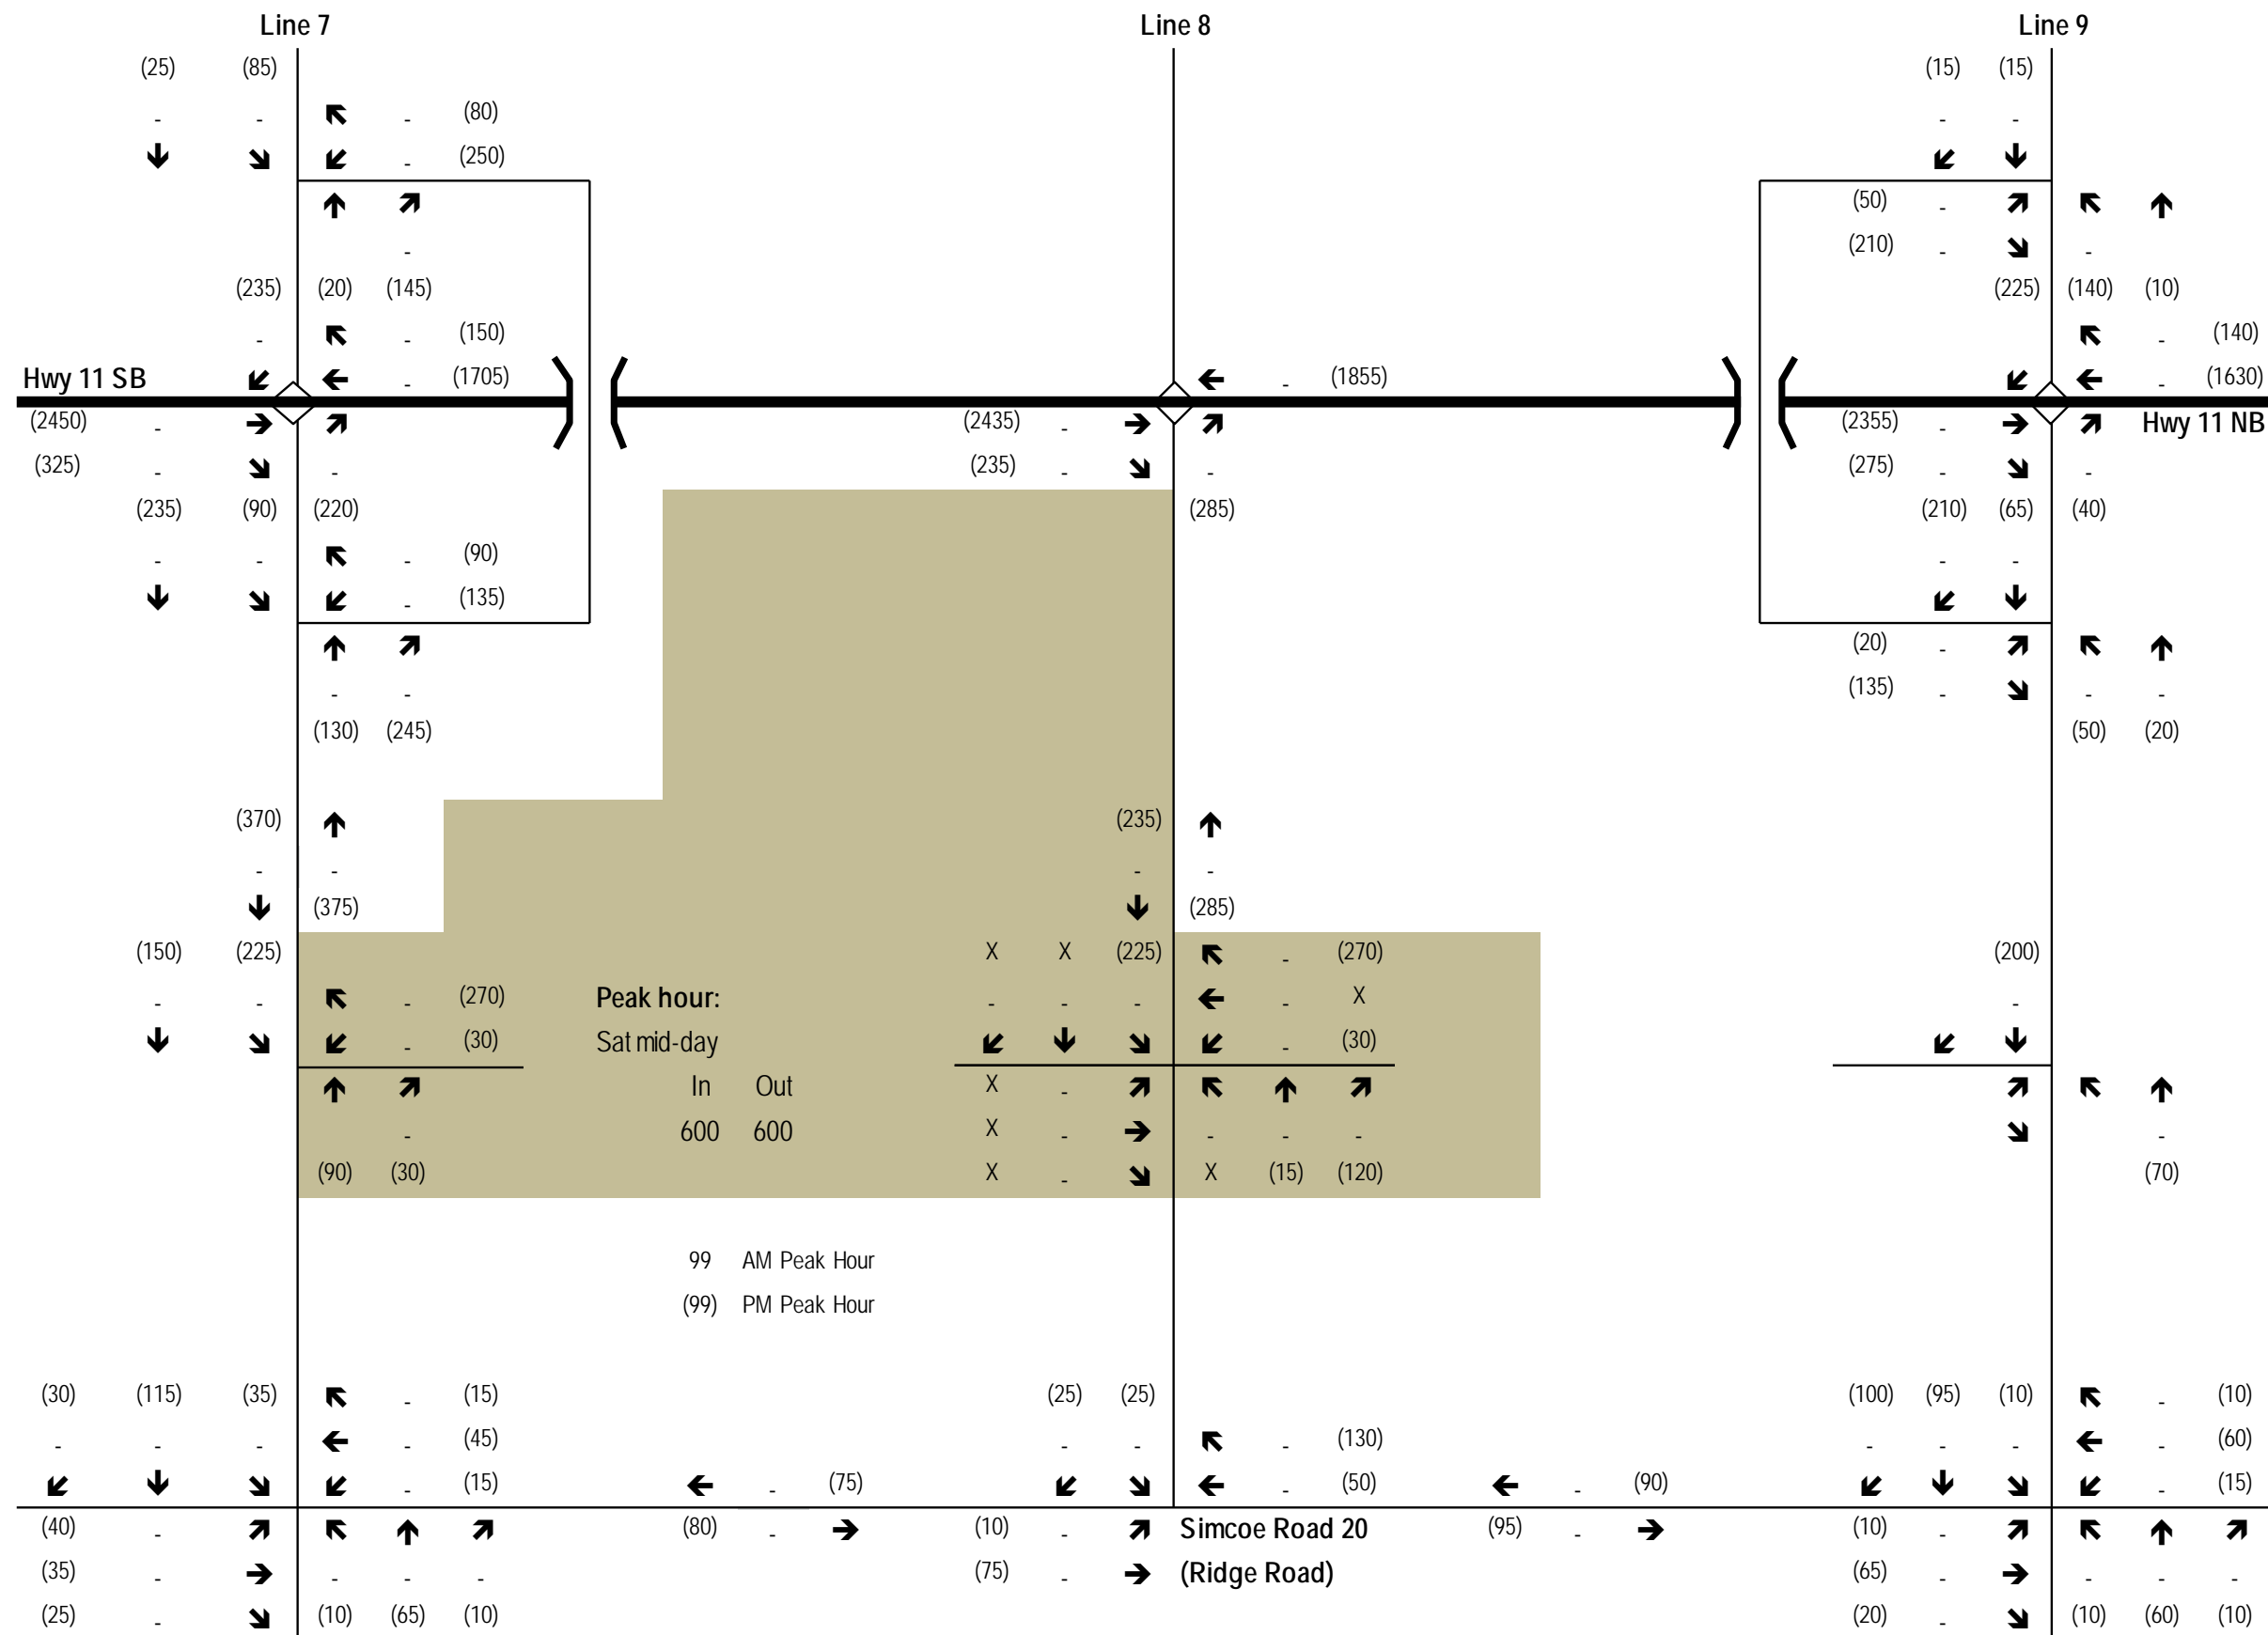 Line 7 Line 8 Line 9
(25) (85) (15) (15)
- - - (80) - -
- (250)
(50) -
- (210) - -
(235) (20) (145) (225) (140) (10)
- - (150) - (140)
Hwy 11 SB - (1705) - (1855) - (1630)
(2450) - (2435) - (2355) - Hwy 11 NB
(325) - - (235) - - (275) - -
(235) (90) (220) (285) (210) (65) (40)
- - - (90) - -
- (135)
(20) -
- - (135) - - -
(130) (245) (50) (20)
(370) (235)
- - - -
(375) (285)
(150) (225) X X (225) - (270) (200)
- - - (270) Peak hour: - - - - X -
- (30) Sat mid-day - (30)
In Out X -
- 600 600 X - - - - -
(90) (30) X - X (15) (120) (70)
99 AM Peak Hour
(99) PM Peak Hour
(30) (115) (35) - (15) (25) (25) (100) (95) (10) - (10)
- - - - (45) - - - (130) - - - - (60)
- (15) - (75) - (50) - (90) - (15)
(40) - (80) - (10) - Simcoe Road 20 (95) - (10) -
(35) - - - - (75) - (Ridge Road) (65) - - - -
(25) - (10) (65) (10) (20) - (10) (60) (10)